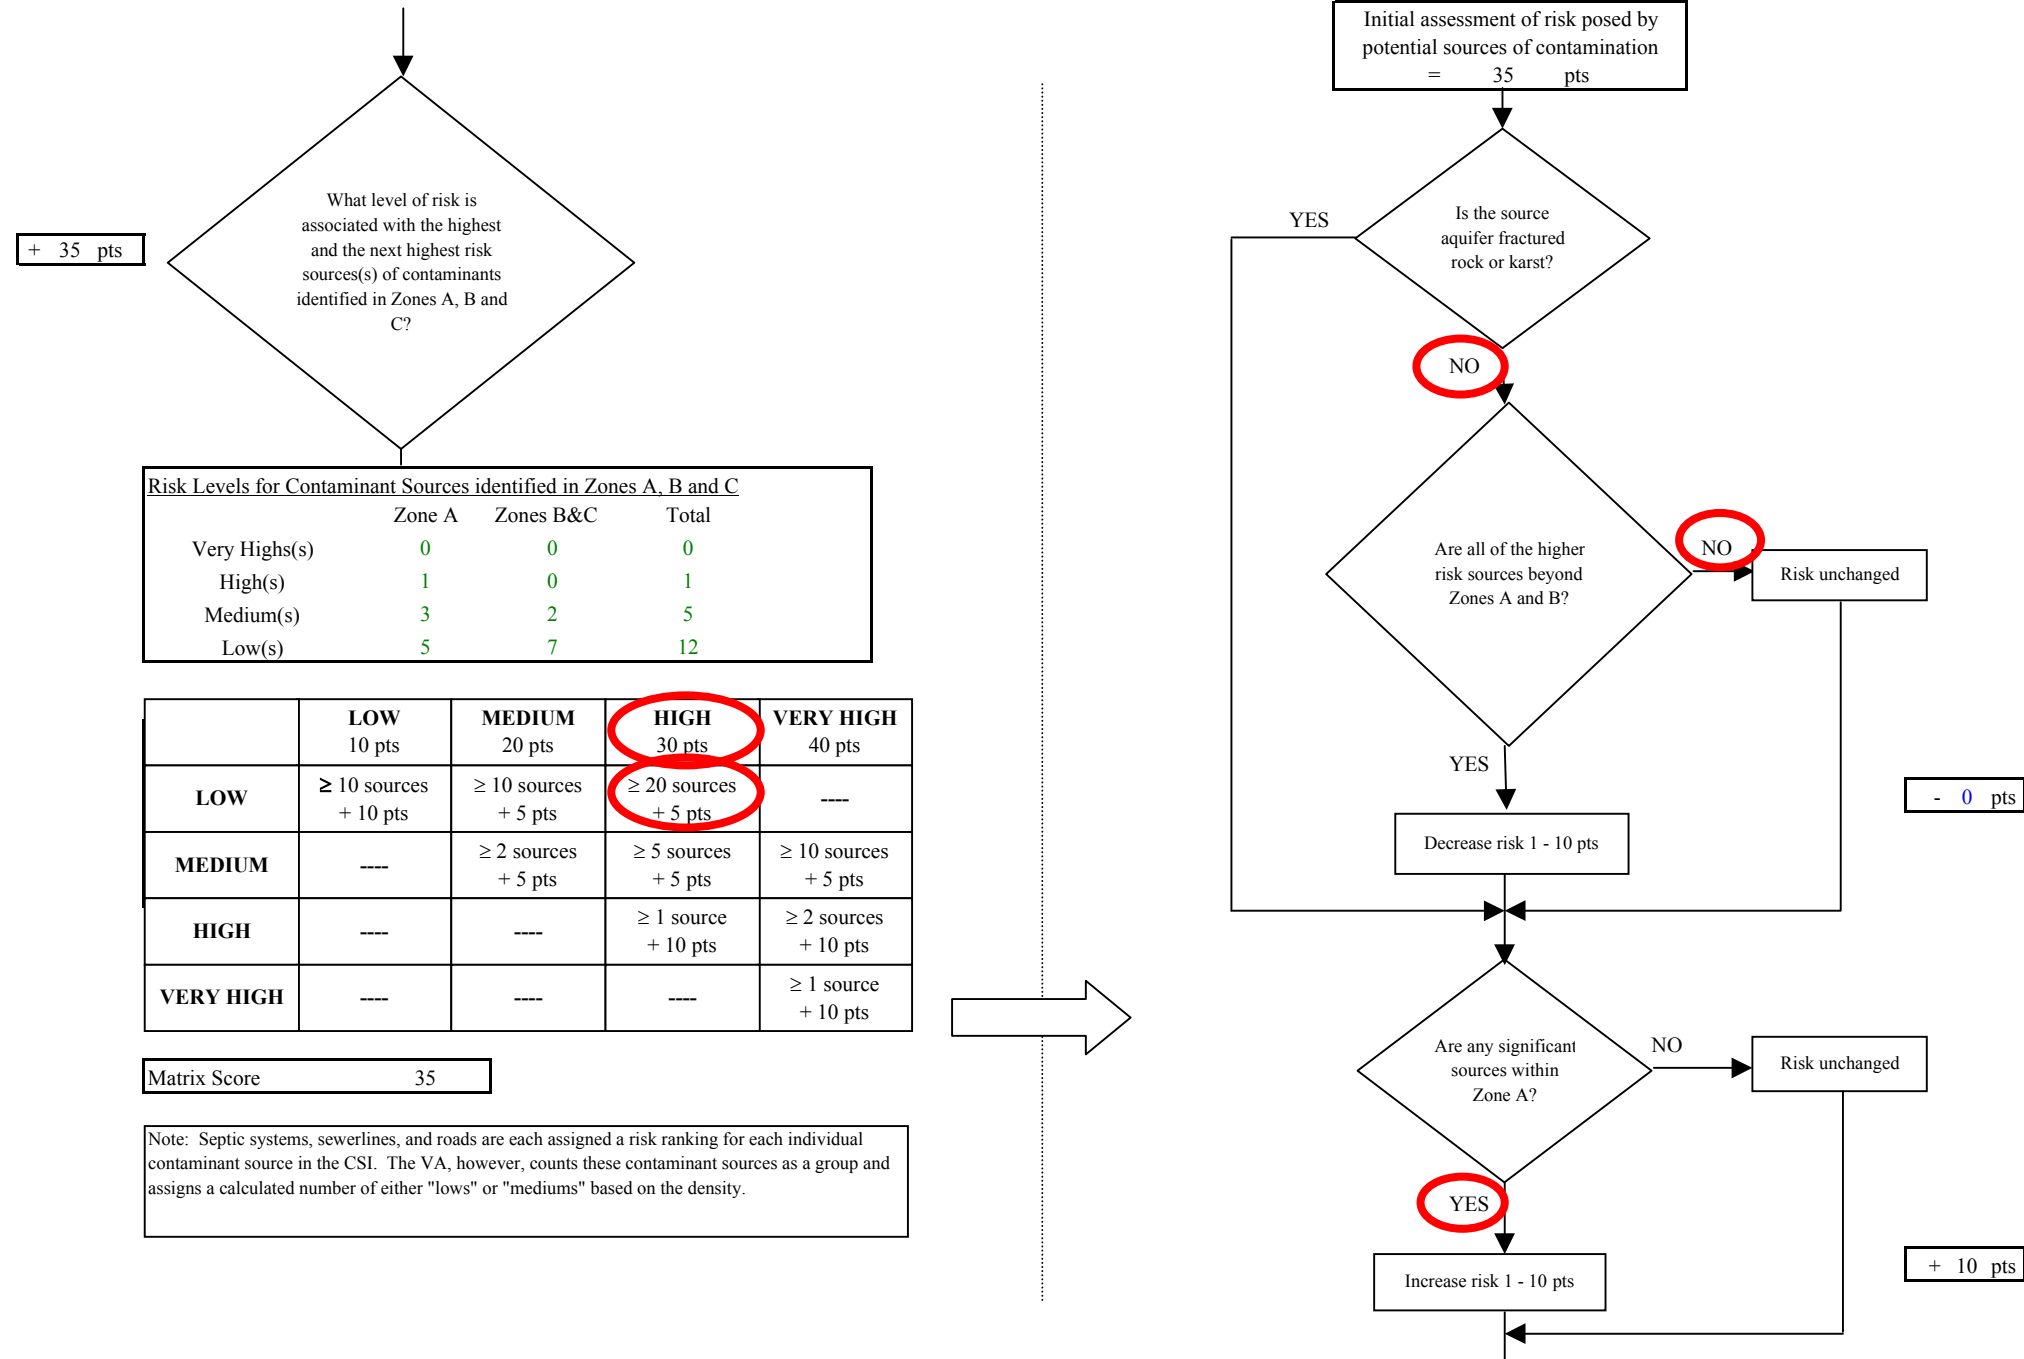 + 35 pts
What level of risk is
associated with the highest
and the next highest risk
sources(s) of contaminants
identified in Zones A, B and
C?
Risk Levels for Contaminant Sources identified in Zones A, B and C
Zone A Zones B&C Total
Very Highs(s) 0 0 0
High(s) 1 0 1
Medium(s) 3 2 5
Low(s) 5 7 12
LOW MEDIUM HIGH VERY HIGH
10 pts 20 pts 30 pts 40 pts
LOW
≥ 10 sources ≥ 10 sources ≥ 20 sources ----
+ 10 pts + 5 pts + 5 pts
MEDIUM
---- ≥ 2 sources ≥ 5 sources ≥ 10 sources
+ 5 pts + 5 pts + 5 pts
HIGH
---- ---- ≥ 1 source ≥ 2 sources
+ 10 pts + 10 pts
VERY HIGH
---- ---- ---- ≥ 1 source
+ 10 pts
Matrix Score 35
Note: Septic systems, sewerlines, and roads are each assigned a risk ranking for each individual
contaminant source in the CSI. The VA, however, counts these contaminant sources as a group and
assigns a calculated number of either "lows" or "mediums" based on the density.
Initial assessment of risk posed by
potential sources of contamination
= 35 pts
Is the source
aquifer fractured
rock or karst?
YES
NO
Are all of the higher
risk sources beyond
Zones A and B?
NO
Risk unchanged
YES
Decrease risk 1 - 10 pts
- 0 pts
Are any significant
sources within
Zone A?
NO
Risk unchanged
YES
Increase risk 1 - 10 pts
+ 10 pts